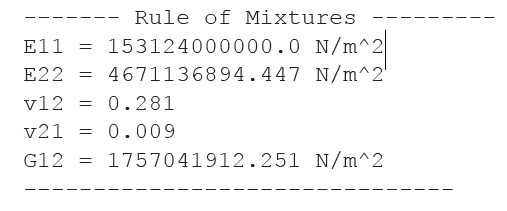 ------- Rule of Mixtures ---------
E11 = 153124000000.0 N/m^2
E22 = 4671136894.447 N/m^2
v12 = 0.281
v21 = 0.009
G12 = 1757041912.251 N/m^2
-------------------------------